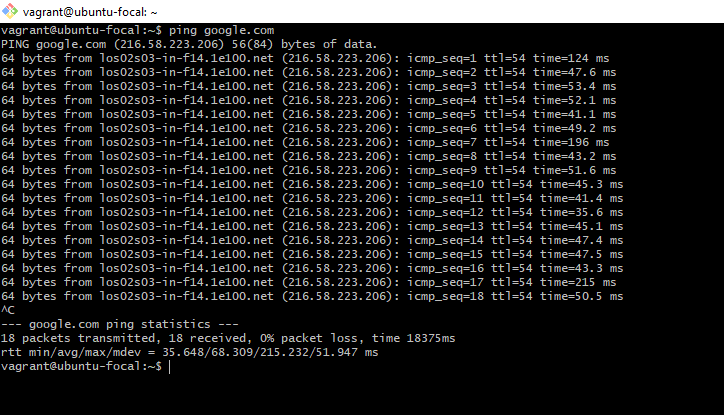 vagrant@ubuntu-focal: ~
vagrant@ubuntu-focal:~$ ping google.com
PING google.com (216.58.223.206) 56(84) bytes of data.
64 bytes from los02s03-in-f14.1e100.net (216.58.223.206): icmp_seq=1 ttl=54 time=124 ms
64 bytes from los02s03-in-f14.1e100.net (216.58.223.206): icmp_seq=2 ttl=54 time=47.6 ms
64 bytes from los02s03-in-f14.1e100.net (216.58.223.206): icmp_seq=3 ttl=54 time=53.4 ms
64 bytes from los02s03-in-f14.1e100.net (216.58.223.206): icmp_seq=4 ttl=54 time=52.1 ms
64 bytes from los02s03-in-f14.1e100.net (216.58.223.206): icmp_seq=5 ttl=54 time=41.1 ms
64 bytes from los02s03-in-f14.1e100.net (216.58.223.206): icmp_seq=6 ttl=54 time=49.2 ms
64 bytes from los02s03-in-f14.1e100.net (216.58.223.206): icmp_seq=7 ttl=54 time=196 ms
64 bytes from los02s03-in-f14.1e100.net (216.58.223.206): icmp_seq=8 ttl=54 time=43.2 ms
64 bytes from los02s03-in-f14.1e100.net (216.58.223.206): icmp_seq=9 ttl=54 time=51.6 ms
64 bytes from los02s03-in-f14.1e100.net (216.58.223.206): icmp_seq=10 ttl=54 time=45.3 ms
64 bytes from los02s03-in-f14.1e100.net (216.58.223.206): icmp_seq=11 ttl=54 time=41.4 ms
64 bytes from los02s03-in-f14.1e100.net (216.58.223.206): icmp_seq=12 ttl=54 time=35.6 ms
64 bytes from los02s03-in-f14.1e100.net (216.58.223.206): icmp_seq=13 ttl=54 time=45.1 ms
64 bytes from los02s03-in-f14.1e100.net (216.58.223.206): icmp_seq=14 ttl=54 time=47.4 ms
64 bytes from los02s03-in-f14.1e100.net (216.58.223.206): icmp_seq=15 ttl=54 time=47.5 ms
64 bytes from los02s03-in-f14.1e100.net (216.58.223.206): icmp_seq=16 ttl=54 time=43.3 ms
64 bytes from los02s03-in-f14.1e100.net (216.58.223.206): icmp_seq=17 ttl=54 time=215 ms
64 bytes from los02s03-in-f14.1e100.net (216.58.223.206): icmp_seq=18 ttl=54 time=50.5 ms
^C
--- google.com ping statistics ---
18 packets transmitted, 18 received, 0% packet loss, time 18375ms
rtt min/avg/max/mdev = 35.648/68.309/215.232/51.947 ms
vagrant@ubuntu-focal:~$